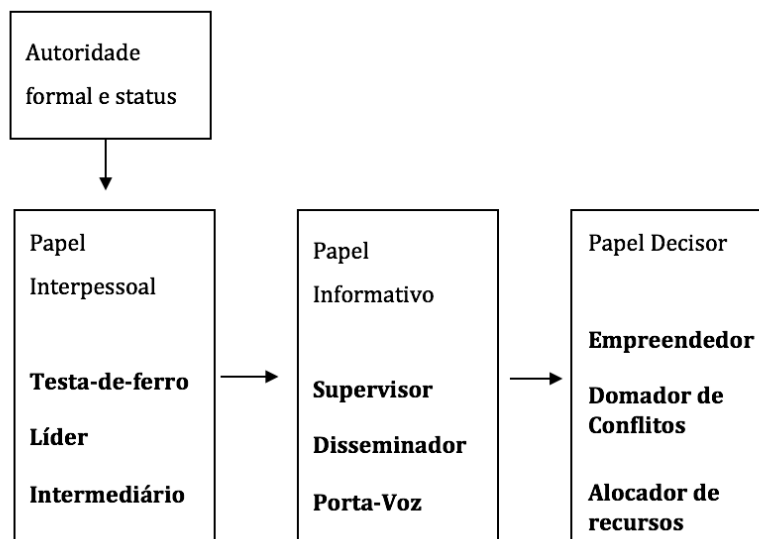 Autoridade
formal e status
Papel
Interpessoal
Testa-de-ferro
Líder
Intermediário
Papel
Informativo
Supervisor
Disseminador
Porta-Voz
Papel Decisor
Empreendedor
Domador de
Conflitos
Alocador de
recursos